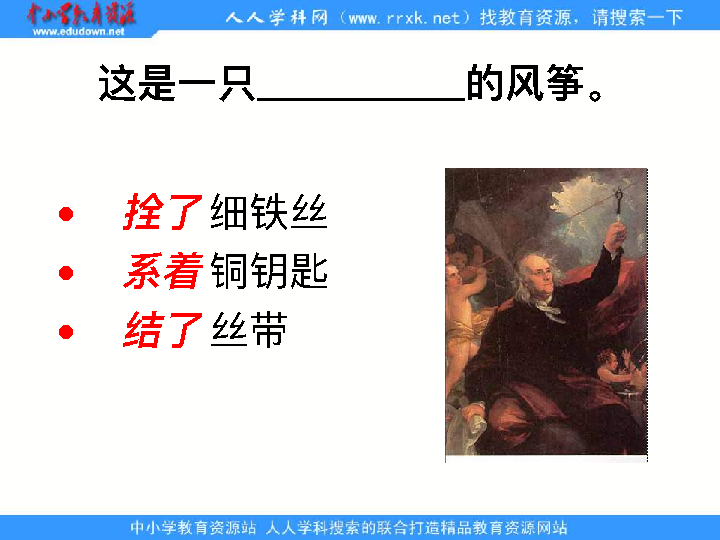 中小学教育资源
www.edudown.net
人人学科网（www.rrxk.net）找教育资源，请搜索一下
这是一只__________的风筝。
• 拴了细铁丝
• 系着铜钥匙
• 结了丝带
中小学教育资源站 人人学科搜索的联合打造精品教育资源网站